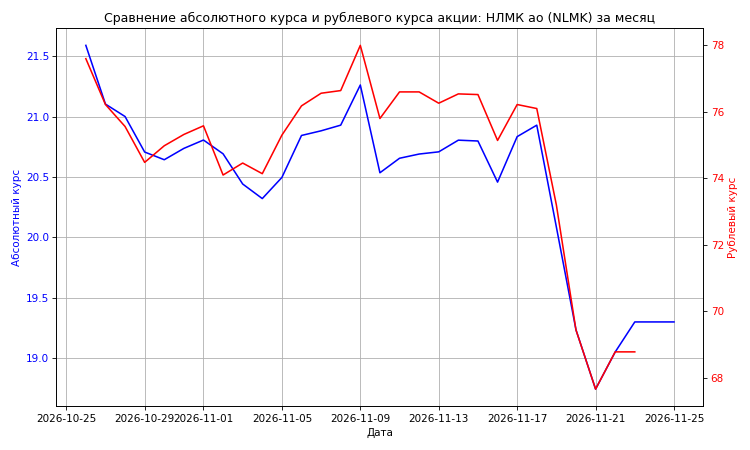 Сравнение абсолютного курса и рублевого курса акции: НЛМК ао (NLMK) за месяц
21.5
21.0
20.5
20.0
19.5
19.0
Абсолютный курс
78
76
74
72
70
68
Рублевый курс
2026-10-25 2026-10-29 2026-11-01 2026-11-05 2026-11-09 2026-11-13 2026-11-17 2026-11-21 2026-11-25
Дата